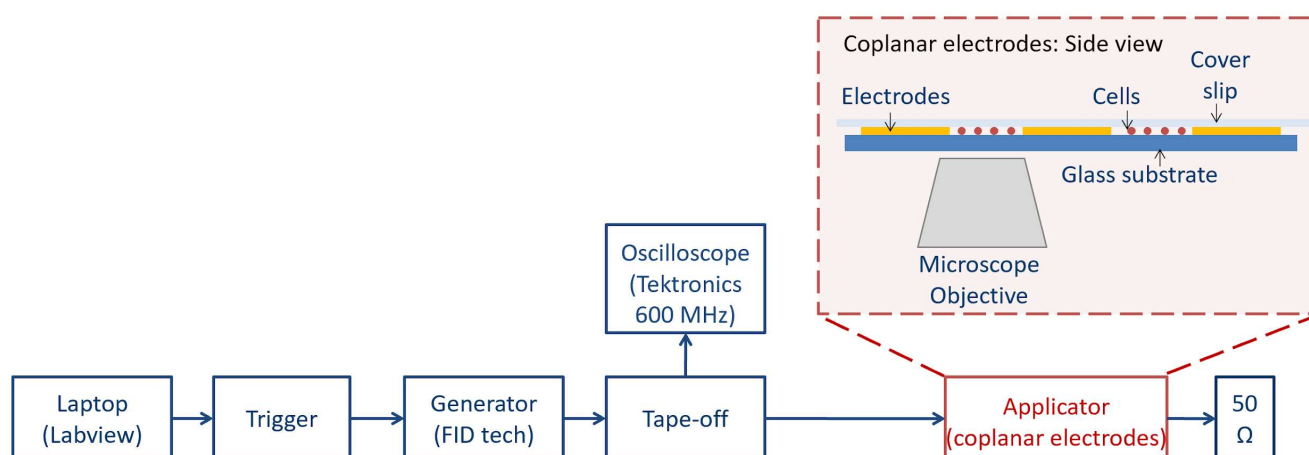 Coplanar electrodes: Side view
Cover
slip
Electrodes
Cells
Glass substrate
Microscope
Objective
Oscilloscope
(Tektronics
600 MHz)
Laptop
(Labview)
Trigger
Generator
(FID tech)
Tape-off
Applicator
(coplanar electrodes)
50
Ω